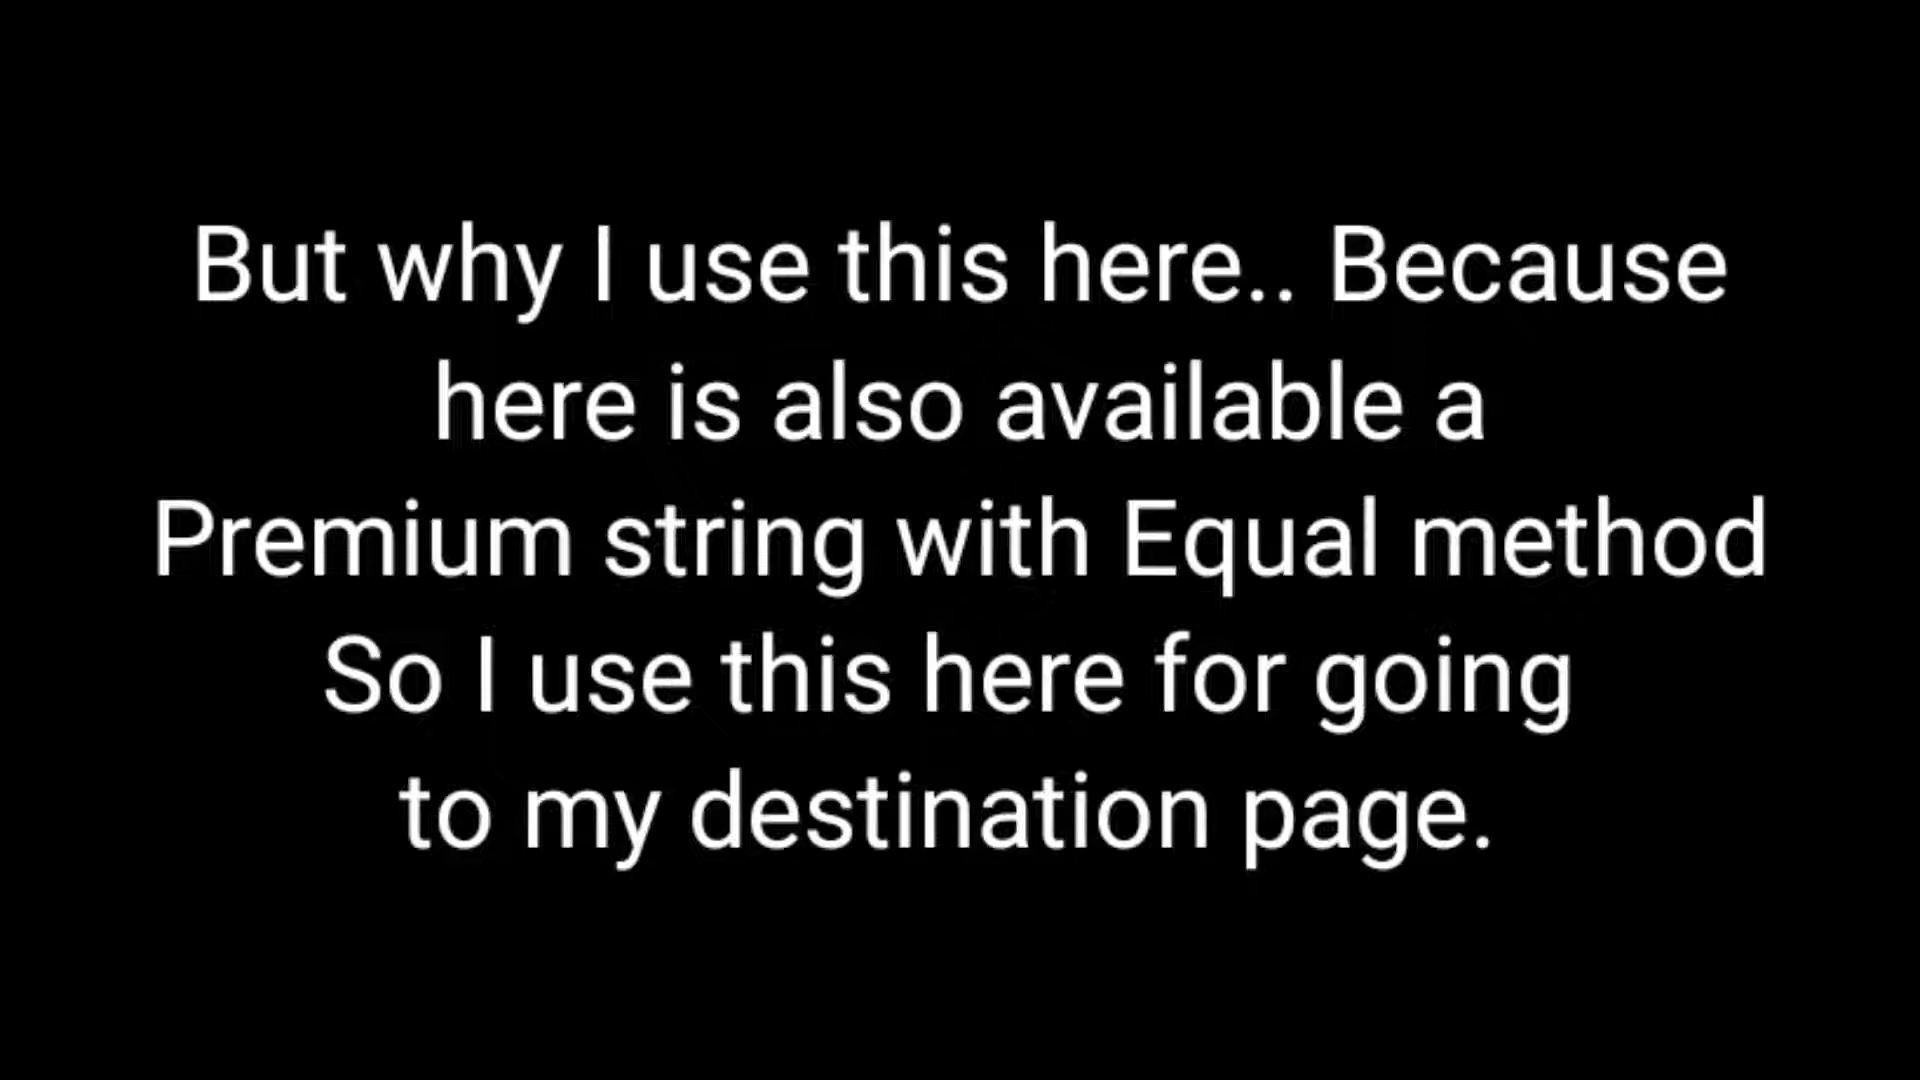 But why I use this here.. Because
here is also available a
Premium string with Equal method
So I use this here for going
to my destination page.